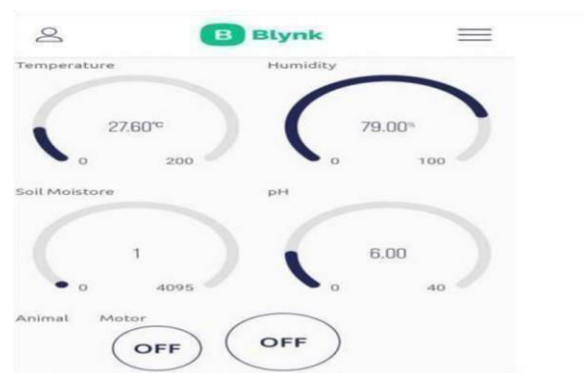 B Blynk
Temperature Humidity
27.60°C 79.00%
0 200 0 100
Soil Moistore pH
1 6.00
0 4095 0 40
Animal Motor
OFF OFF